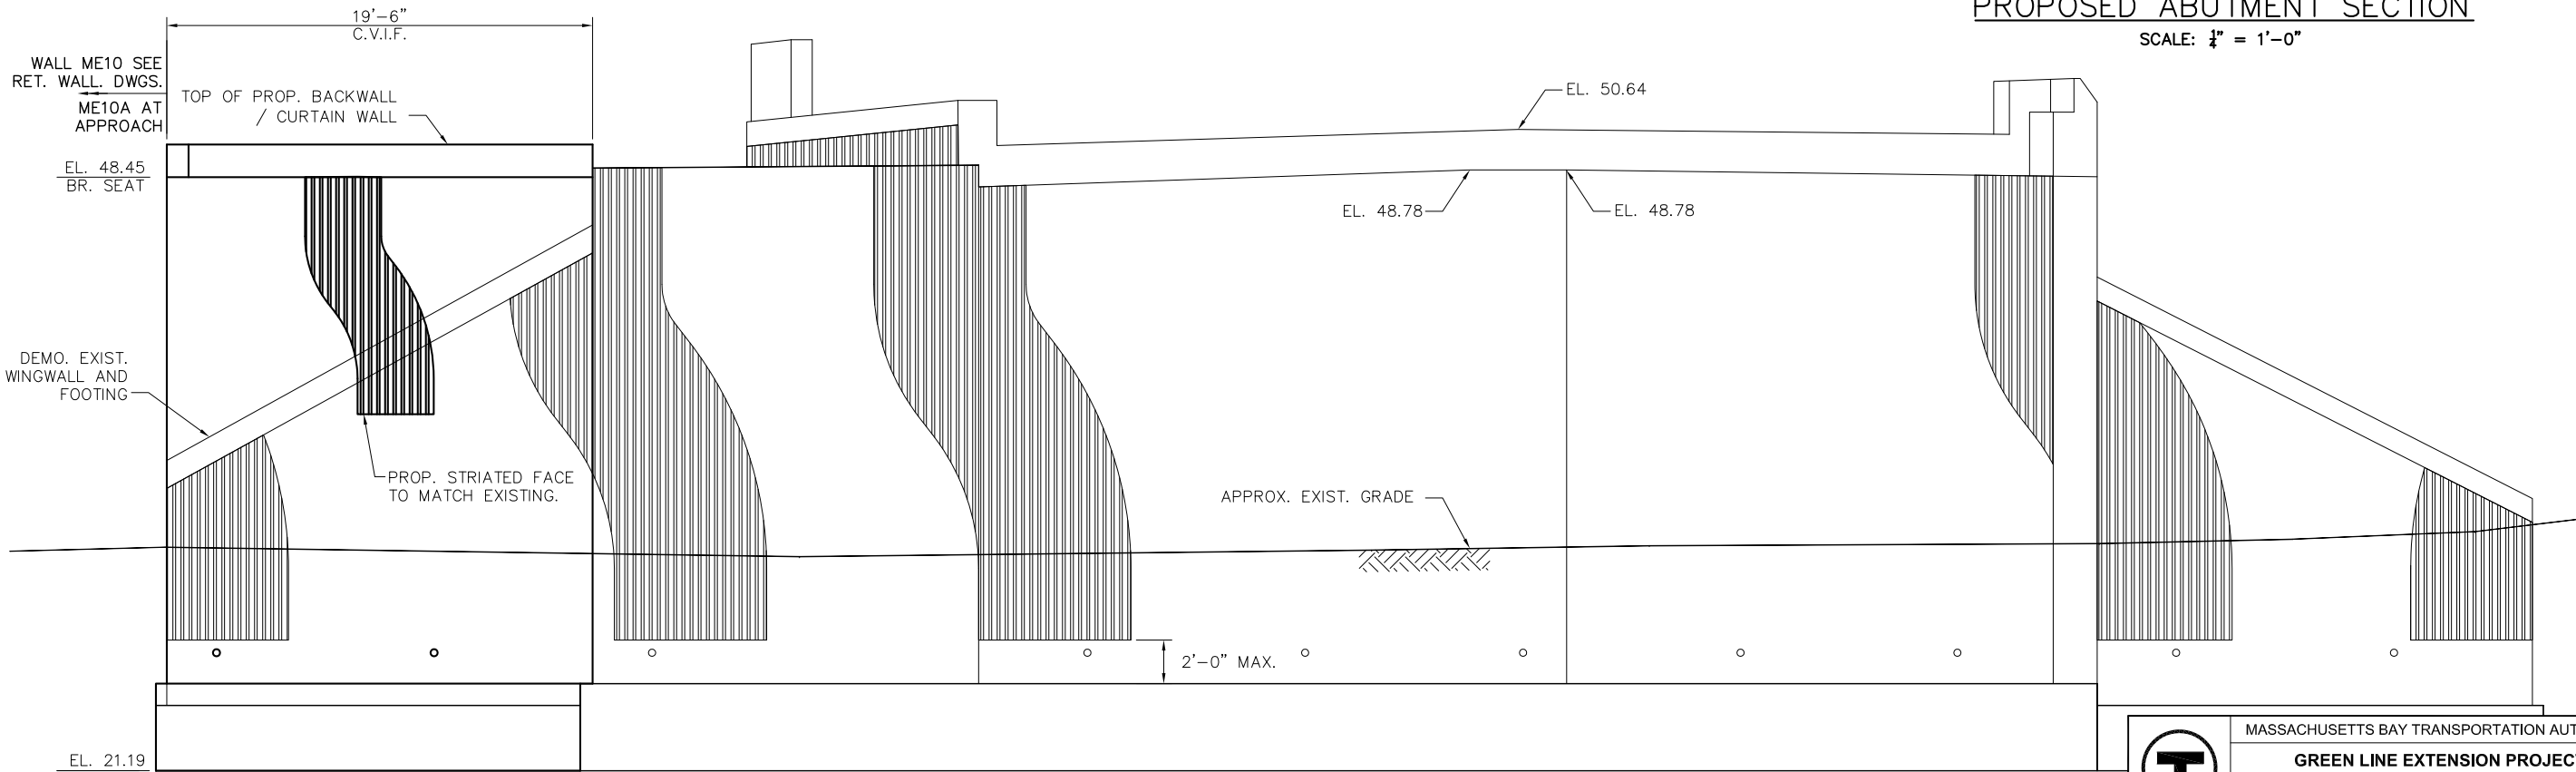 PROPOSED ABUTMENT SECTION
SCALE: ¼" = 1'-0"
19'-6"
C.V.I.F.
WALL ME10 SEE
RET. WALL. DWGS.
ME10A AT
APPROACH
TOP OF PROP. BACKWALL
/ CURTAIN WALL
EL. 48.45
BR. SEAT
EL. 50.64
EL. 48.78
EL. 48.78
DEMO. EXIST.
WINGWALL AND
FOOTING
PROP. STRIATED FACE
TO MATCH EXISTING.
APPROX. EXIST. GRADE
2'-0" MAX.
EL. 21.19
MASSACHUSETTS BAY TRANSPORTATION AUT
GREEN LINE EXTENSION PROJEC
T